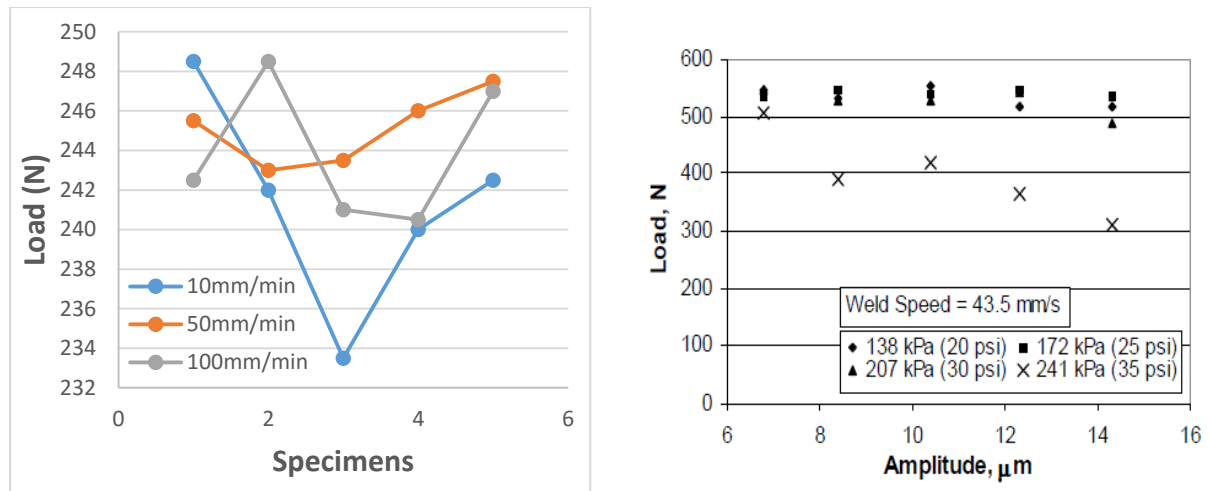 250
248
246
244
242
240
238
236
234
232
Load (N)
10mm/min
50mm/min
100mm/min
0
2
4
6
Specimens
600
500
400
300
200
100
0
Load, N
Weld Speed = 43.5 mm/s
138 kPa (20 psi) 172 kPa (25 psi)
207 kPa (30 psi) 241 kPa (35 psi)
6 8 10 12 14 16
Amplitude, μm